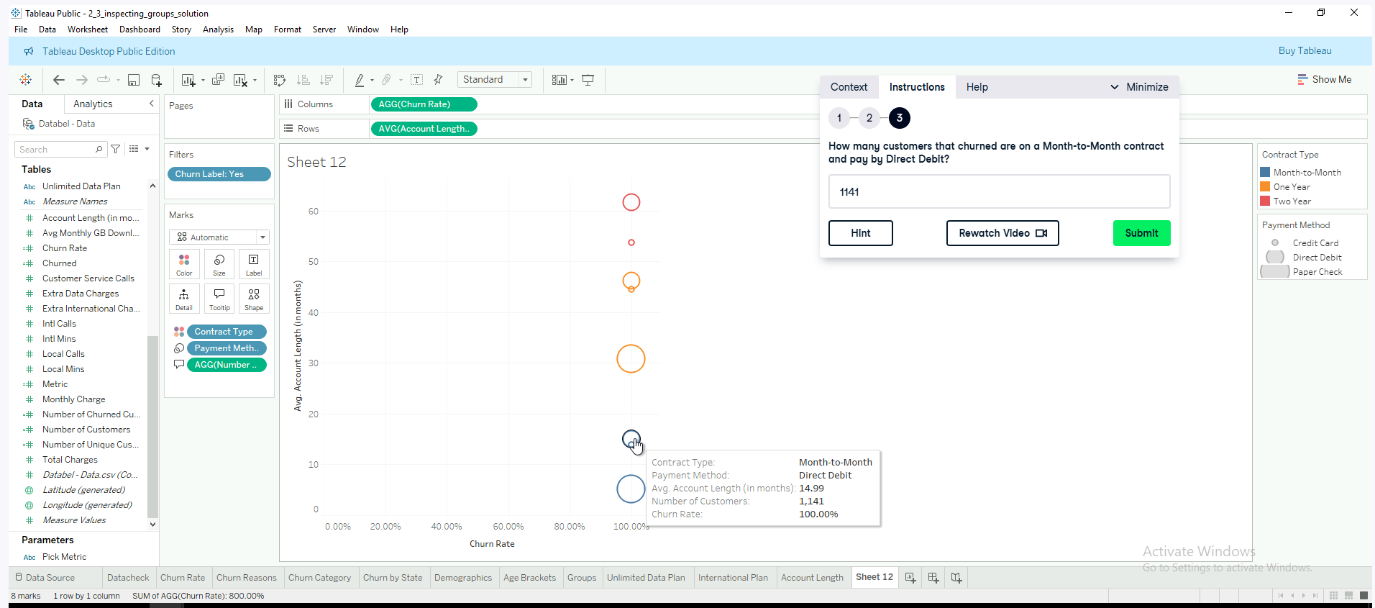 Tableau Public - 2_3_inspecting_groups_solution
File Data Worksheet Dashboard Story Analysis Map Format Server Window Help
Tableau Desktop Public Edition
Buy Tableau
Standard
Show Me
Data Analytics
Databel - Data
Search
Tables
Abc Unlimited Data Plan
Abc Measure Names
# Account Length (in mo...
# Avg Monthly GB Downl...
# Churn Rate
# Churned
# Customer Service Calls
# Extra Data Charges
# Extra International Cha...
# Intl Calls
# Intl Mins
# Local Calls
# Local Mins
# Metric
# Monthly Charge
# Number of Churned Cu...
# Number of Customers
# Number of Unique Cus...
# Total Charges
# Databel - Data.csv (Co...
Latitude (generated)
Longitude (generated)
# Measure Values
Parameters
Abc Pick Metric
Pages
Filters
Churn Label: Yes
Marks
Automatic
Color Size Label
Detail Tooltip Shape
Contract Type
Payment Meth..
AGG(Number ..
Columns AGG(Churn Rate)
Rows AVG(Account Length..
Sheet 12
Avg. Account Length (in months)
60
50
40
30
20
10
0
0.00% 20.00% 40.00% 60.00% 80.00% 100.00%
Churn Rate
Contract Type: Month-to-Month
Payment Method: Direct Debit
Avg. Account Length (in months): 14.99
Number of Customers: 1,141
Churn Rate: 100.00%
Context Instructions Help Minimize
1 2 3
How many customers that churned are on a Month-to-Month contract
and pay by Direct Debit?
1141
Hint Rewatch Video Submit
Contract Type
Month-to-Month
One Year
Two Year
Payment Method
Credit Card
Direct Debit
Paper Check
Activate Windows
Go to Settings to activate Windows.
Data Source Datacheck Churn Rate Churn Reasons Churn Category Churn by State Demographics Age Brackets Groups Unlimited Data Plan International Plan Account Length Sheet 12
8 marks 1 row by 1 column SUM of AGG(Churn Rate): 800.00%